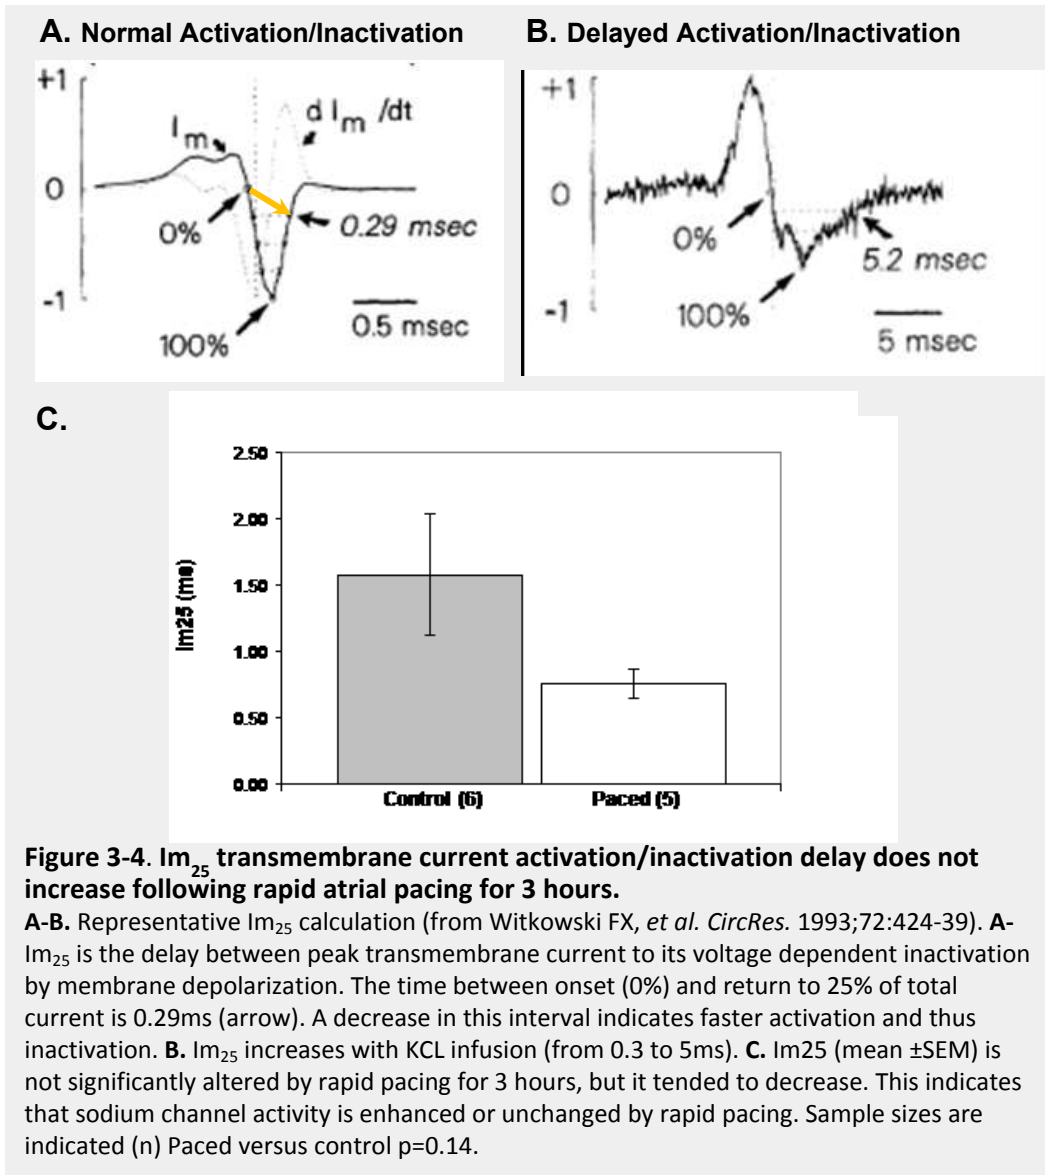 A. Normal Activation/Inactivation
B. Delayed Activation/Inactivation
+1
0
-1
Im
d Im /dt
0%
0.29 msec
100%
0.5 msec
+1
0
-1
0%
5.2 msec
100%
5 msec
C.
2.50
2.00
1.50
1.00
0.50
0.00
Im25 (ms)
Control (6)
Paced (5)
Figure 3-4. Im25 transmembrane current activation/inactivation delay does not
increase following rapid atrial pacing for 3 hours.
A-B. Representative Im25 calculation (from Witkowski FX, et al. CircRes. 1993;72:424-39). A-
Im25 is the delay between peak transmembrane current to its voltage dependent inactivation
by membrane depolarization. The time between onset (0%) and return to 25% of total
current is 0.29ms (arrow). A decrease in this interval indicates faster activation and thus
inactivation. B. Im25 increases with KCL infusion (from 0.3 to 5ms). C. Im25 (mean ±SEM) is
not significantly altered by rapid pacing for 3 hours, but it tended to decrease. This indicates
that sodium channel activity is enhanced or unchanged by rapid pacing. Sample sizes are
indicated (n) Paced versus control p=0.14.